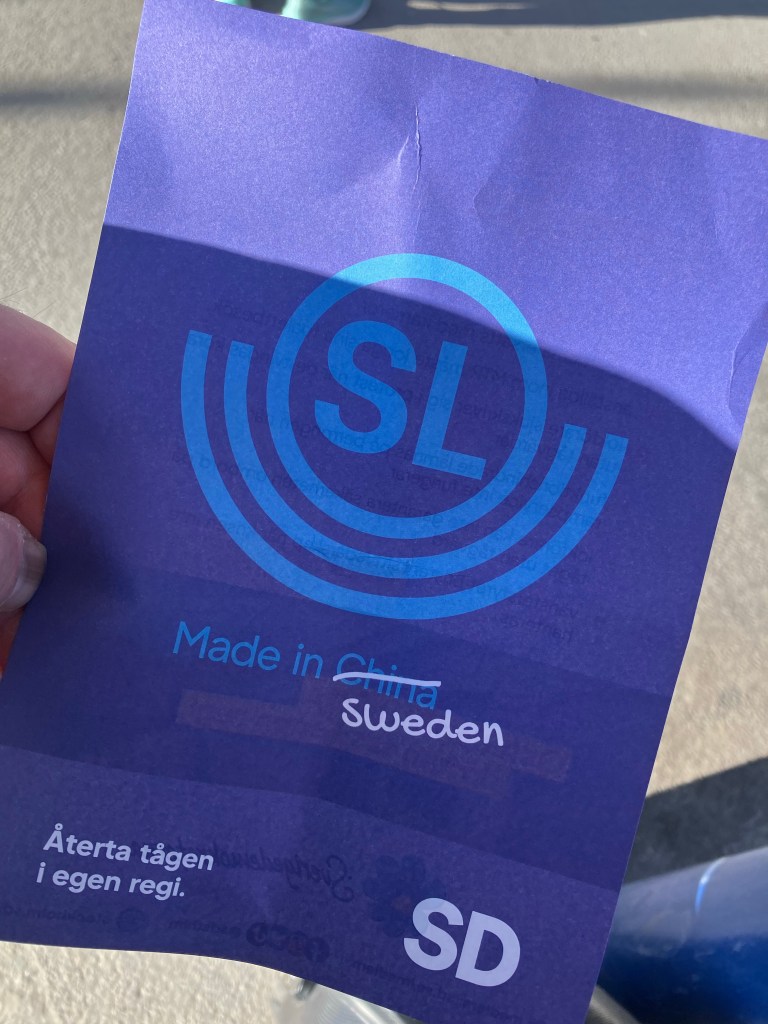 SL
Made in China
sweden
Återta tågen
i egen regi.
SD